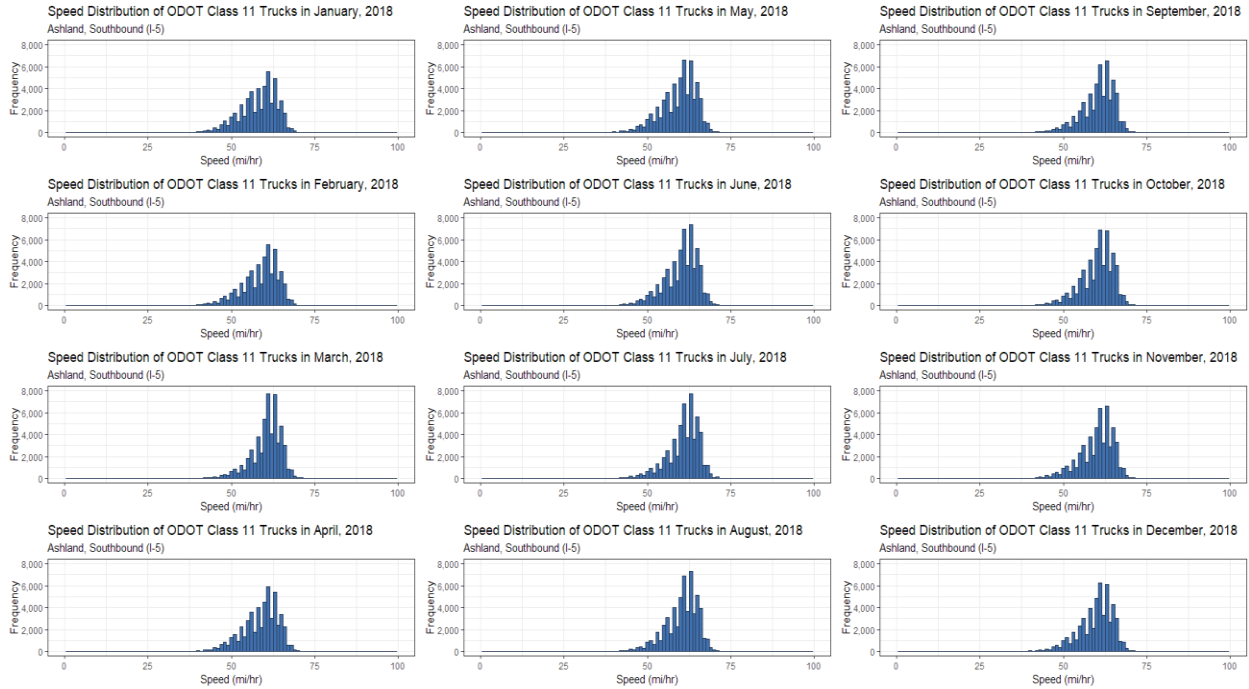 Speed Distribution of ODOT Class 11 Trucks in January, 2018
Ashland, Southbound (I-5)
8,000
6,000
4,000
2,000
0
Frequency
0 25 50 75 100
Speed (mi/hr)
Speed Distribution of ODOT Class 11 Trucks in May, 2018
Ashland, Southbound (I-5)
8,000
6,000
4,000
2,000
0
Frequency
0 25 50 75 100
Speed (mi/hr)
Speed Distribution of ODOT Class 11 Trucks in September, 2018
Ashland, Southbound (I-5)
8,000
6,000
4,000
2,000
0
Frequency
0 25 50 75 100
Speed (mi/hr)
Speed Distribution of ODOT Class 11 Trucks in February, 2018
Ashland, Southbound (I-5)
8,000
6,000
4,000
2,000
0
Frequency
0 25 50 75 100
Speed (mi/hr)
Speed Distribution of ODOT Class 11 Trucks in June, 2018
Ashland, Southbound (I-5)
8,000
6,000
4,000
2,000
0
Frequency
0 25 50 75 100
Speed (mi/hr)
Speed Distribution of ODOT Class 11 Trucks in October, 2018
Ashland, Southbound (I-5)
8,000
6,000
4,000
2,000
0
Frequency
0 25 50 75 100
Speed (mi/hr)
Speed Distribution of ODOT Class 11 Trucks in March, 2018
Ashland, Southbound (I-5)
8,000
6,000
4,000
2,000
0
Frequency
0 25 50 75 100
Speed (mi/hr)
Speed Distribution of ODOT Class 11 Trucks in July, 2018
Ashland, Southbound (I-5)
8,000
6,000
4,000
2,000
0
Frequency
0 25 50 75 100
Speed (mi/hr)
Speed Distribution of ODOT Class 11 Trucks in November, 2018
Ashland, Southbound (I-5)
8,000
6,000
4,000
2,000
0
Frequency
0 25 50 75 100
Speed (mi/hr)
Speed Distribution of ODOT Class 11 Trucks in April, 2018
Ashland, Southbound (I-5)
8,000
6,000
4,000
2,000
0
Frequency
0 25 50 75 100
Speed (mi/hr)
Speed Distribution of ODOT Class 11 Trucks in August, 2018
Ashland, Southbound (I-5)
8,000
6,000
4,000
2,000
0
Frequency
0 25 50 75 100
Speed (mi/hr)
Speed Distribution of ODOT Class 11 Trucks in December, 2018
Ashland, Southbound (I-5)
8,000
6,000
4,000
2,000
0
Frequency
0 25 50 75 100
Speed (mi/hr)